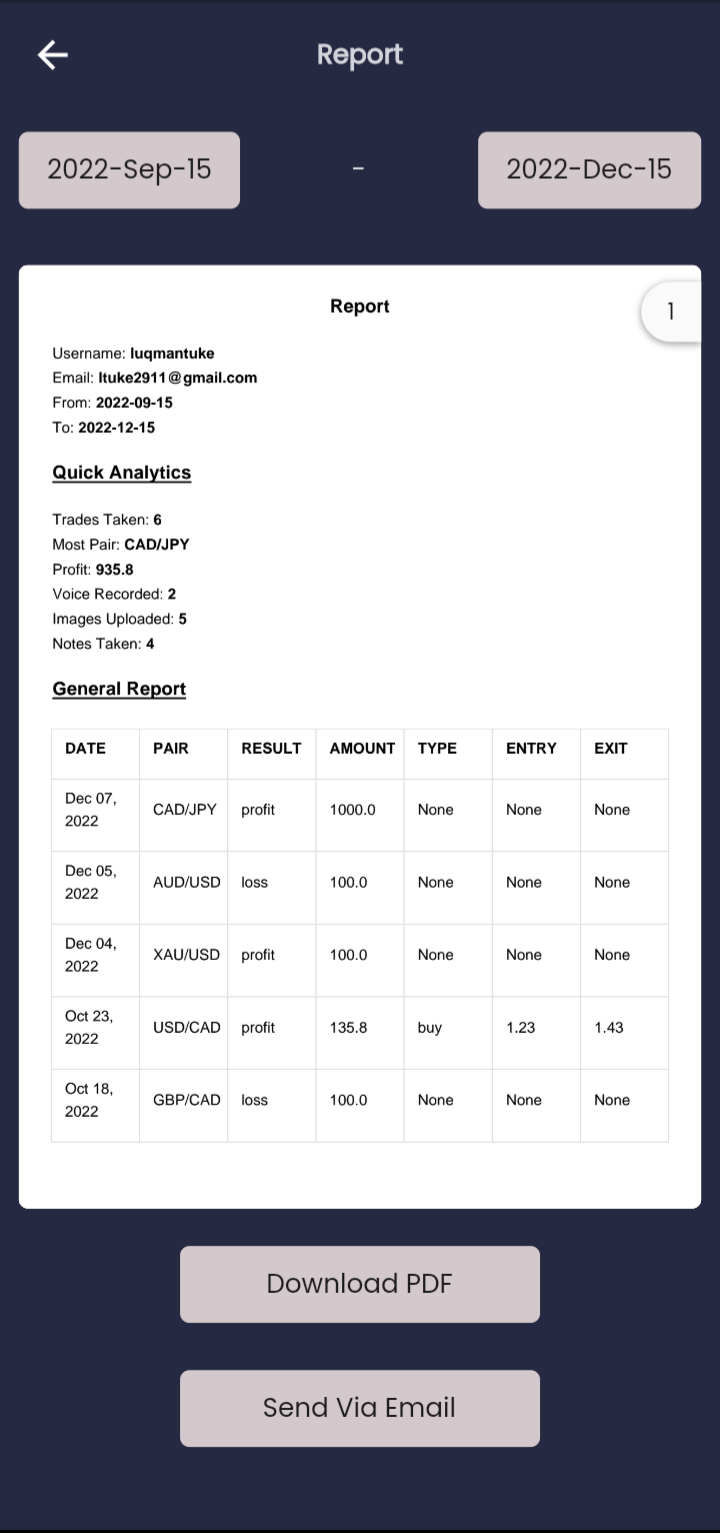 Report
2022-Sep-15 - 2022-Dec-15
Report
1
Username: luqmantuke
Email: ltuke2911@gmail.com
From: 2022-09-15
To: 2022-12-15
Quick Analytics
Trades Taken: 6
Most Pair: CAD/JPY
Profit: 935.8
Voice Recorded: 2
Images Uploaded: 5
Notes Taken: 4
General Report
DATE PAIR RESULT AMOUNT TYPE ENTRY EXIT
Dec 07, 2022 CAD/JPY profit 1000.0 None None None
Dec 05, 2022 AUD/USD loss 100.0 None None None
Dec 04, 2022 XAU/USD profit 100.0 None None None
Oct 23, 2022 USD/CAD profit 135.8 buy 1.23 1.43
Oct 18, 2022 GBP/CAD loss 100.0 None None None
Download PDF
Send Via Email